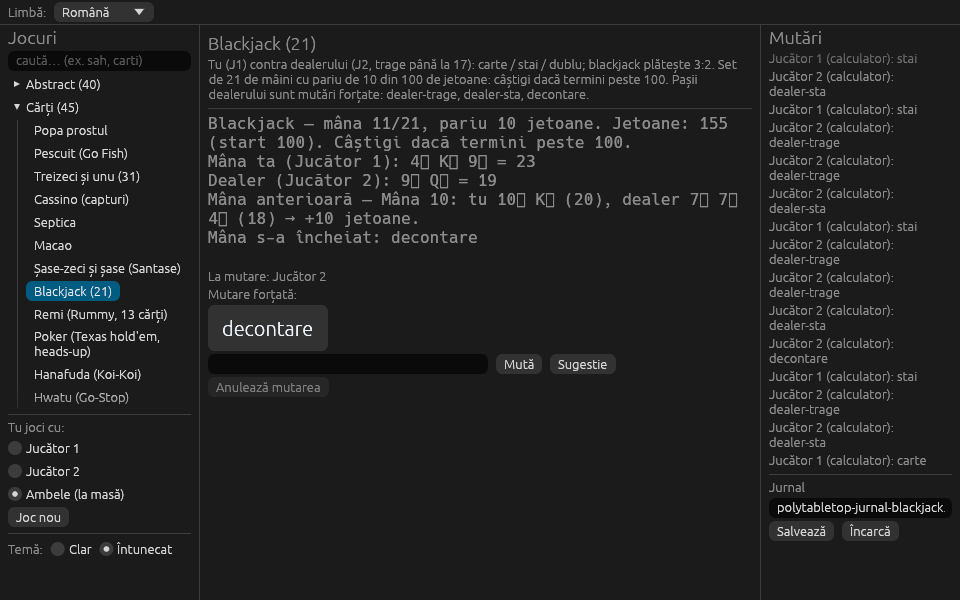 Limbă: Română
Jocuri
caută... (ex. sah, carti)
Abstract (40)
Cărți (45)
Popa prostul
Pescuit (Go Fish)
Treizeci și unu (31)
Cassino (capturi)
Septica
Macao
Șase-zeci și șase (Santase)
Blackjack (21)
Remi (Rummy, 13 cărți)
Poker (Texas hold'em,
heads-up)
Hanafuda (Koi-Koi)
Hwatu (Go-Stop)
Tu joci cu:
Jucător 1
Jucător 2
Ambele (la masă)
Joc nou
Temă: Clar Întunecat
Blackjack (21)
Tu (J1) contra dealerului (J2, trage până la 17): carte / stai / dublu; blackjack plătește 3:2. Set
de 21 de mâini cu pariu de 10 din 100 de jetoane: câștigi dacă termini peste 100. Pașii
dealerului sunt mutări forțate: dealer-trage, dealer-sta, decontare.
Blackjack — mâna 11/21, pariu 10 jetoane. Jetoane: 155
(start 100). Câștigi dacă termini peste 100.
Mâna ta (Jucător 1): 4 K 9 = 23
Dealer (Jucător 2): 9 Q = 19
Mâna anterioară — Mâna 10: tu 10 K (20), dealer 7 7
4 (18) → +10 jetoane.
Mâna s-a încheiat: decontare
La mutare: Jucător 2
Mutare forțată:
decontare
Mută Sugestie
Anulează mutarea
Mutări
Jucător 1 (calculator): stai
Jucător 2 (calculator):
dealer-sta
Jucător 1 (calculator): stai
Jucător 2 (calculator):
dealer-trage
Jucător 2 (calculator):
dealer-trage
Jucător 2 (calculator):
dealer-sta
Jucător 1 (calculator): stai
Jucător 2 (calculator):
dealer-trage
Jucător 2 (calculator):
dealer-trage
Jucător 2 (calculator):
dealer-sta
Jucător 2 (calculator):
decontare
Jucător 1 (calculator): stai
Jucător 2 (calculator):
dealer-trage
Jucător 2 (calculator):
dealer-sta
Jucător 1 (calculator): carte
Jurnal
polytabletop-jurnal-blackjack.
Salvează Încarcă